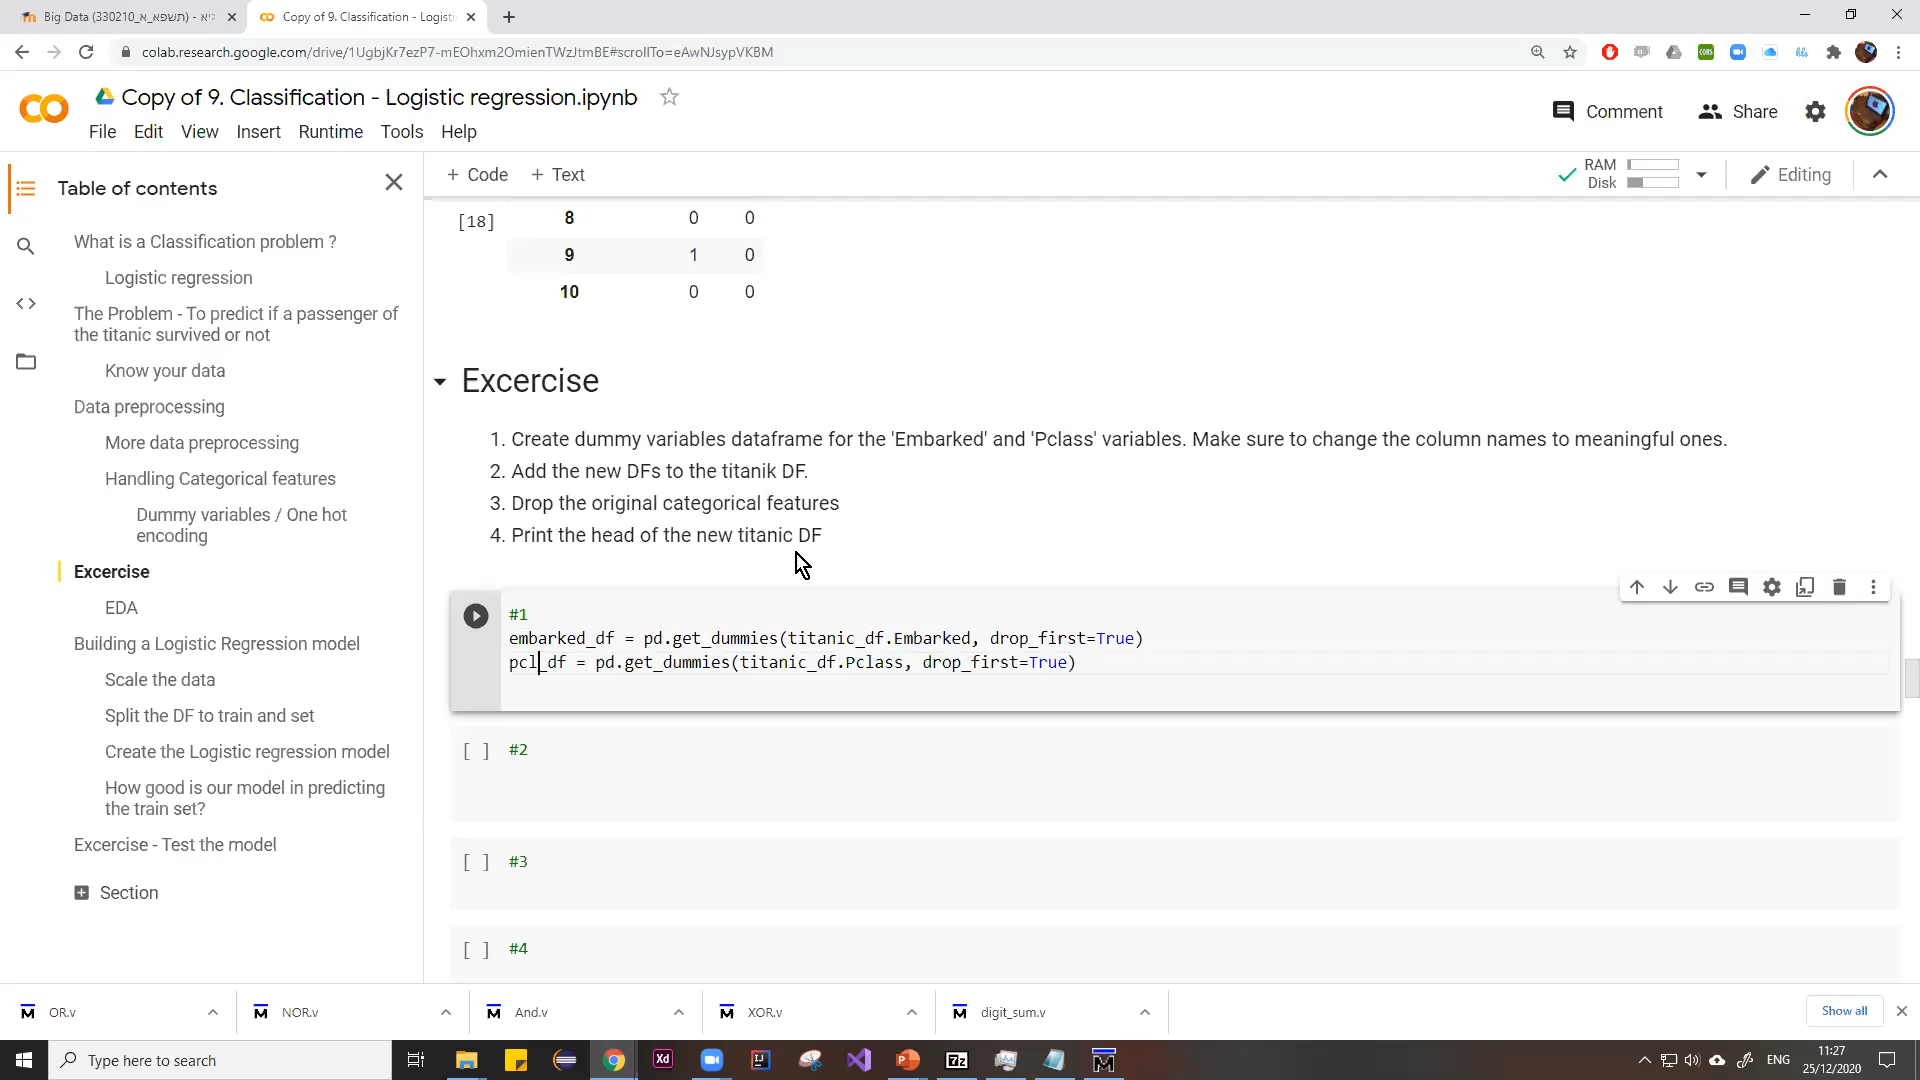 Big Data (330210_תשפא_א) - גיא
Copy of 9. Classification - Logisti
colab.research.google.com/drive/1UgbjKr7ezP7-mEOhxm2OmienTWzJtmBE#scrollTo=eAwNJsypVKBM
Copy of 9. Classification - Logistic regression.ipynb
Comment
Share
File Edit View Insert Runtime Tools Help
Table of contents
+ Code + Text
RAM
Disk
Editing
What is a Classification problem ?
Logistic regression
The Problem - To predict if a passenger of
the titanic survived or not
Know your data
Data preprocessing
More data preprocessing
Handling Categorical features
Dummy variables / One hot
encoding
Excercise
EDA
Building a Logistic Regression model
Scale the data
Split the DF to train and set
Create the Logistic regression model
How good is our model in predicting
the train set?
Excercise - Test the model
Section
[18]
8 0 0
9 1 0
10 0 0
Excercise
1. Create dummy variables dataframe for the 'Embarked' and 'Pclass' variables. Make sure to change the column names to meaningful ones.
2. Add the new DFs to the titanik DF.
3. Drop the original categorical features
4. Print the head of the new titanic DF
#1
embarked_df = pd.get_dummies(titanic_df.Embarked, drop_first=True)
pcl_df = pd.get_dummies(titanic_df.Pclass, drop_first=True)
[ ] #2
[ ] #3
[ ] #4
OR.v
NOR.v
And.v
XOR.v
digit_sum.v
Show all
Type here to search
ENG
11:27
25/12/2020